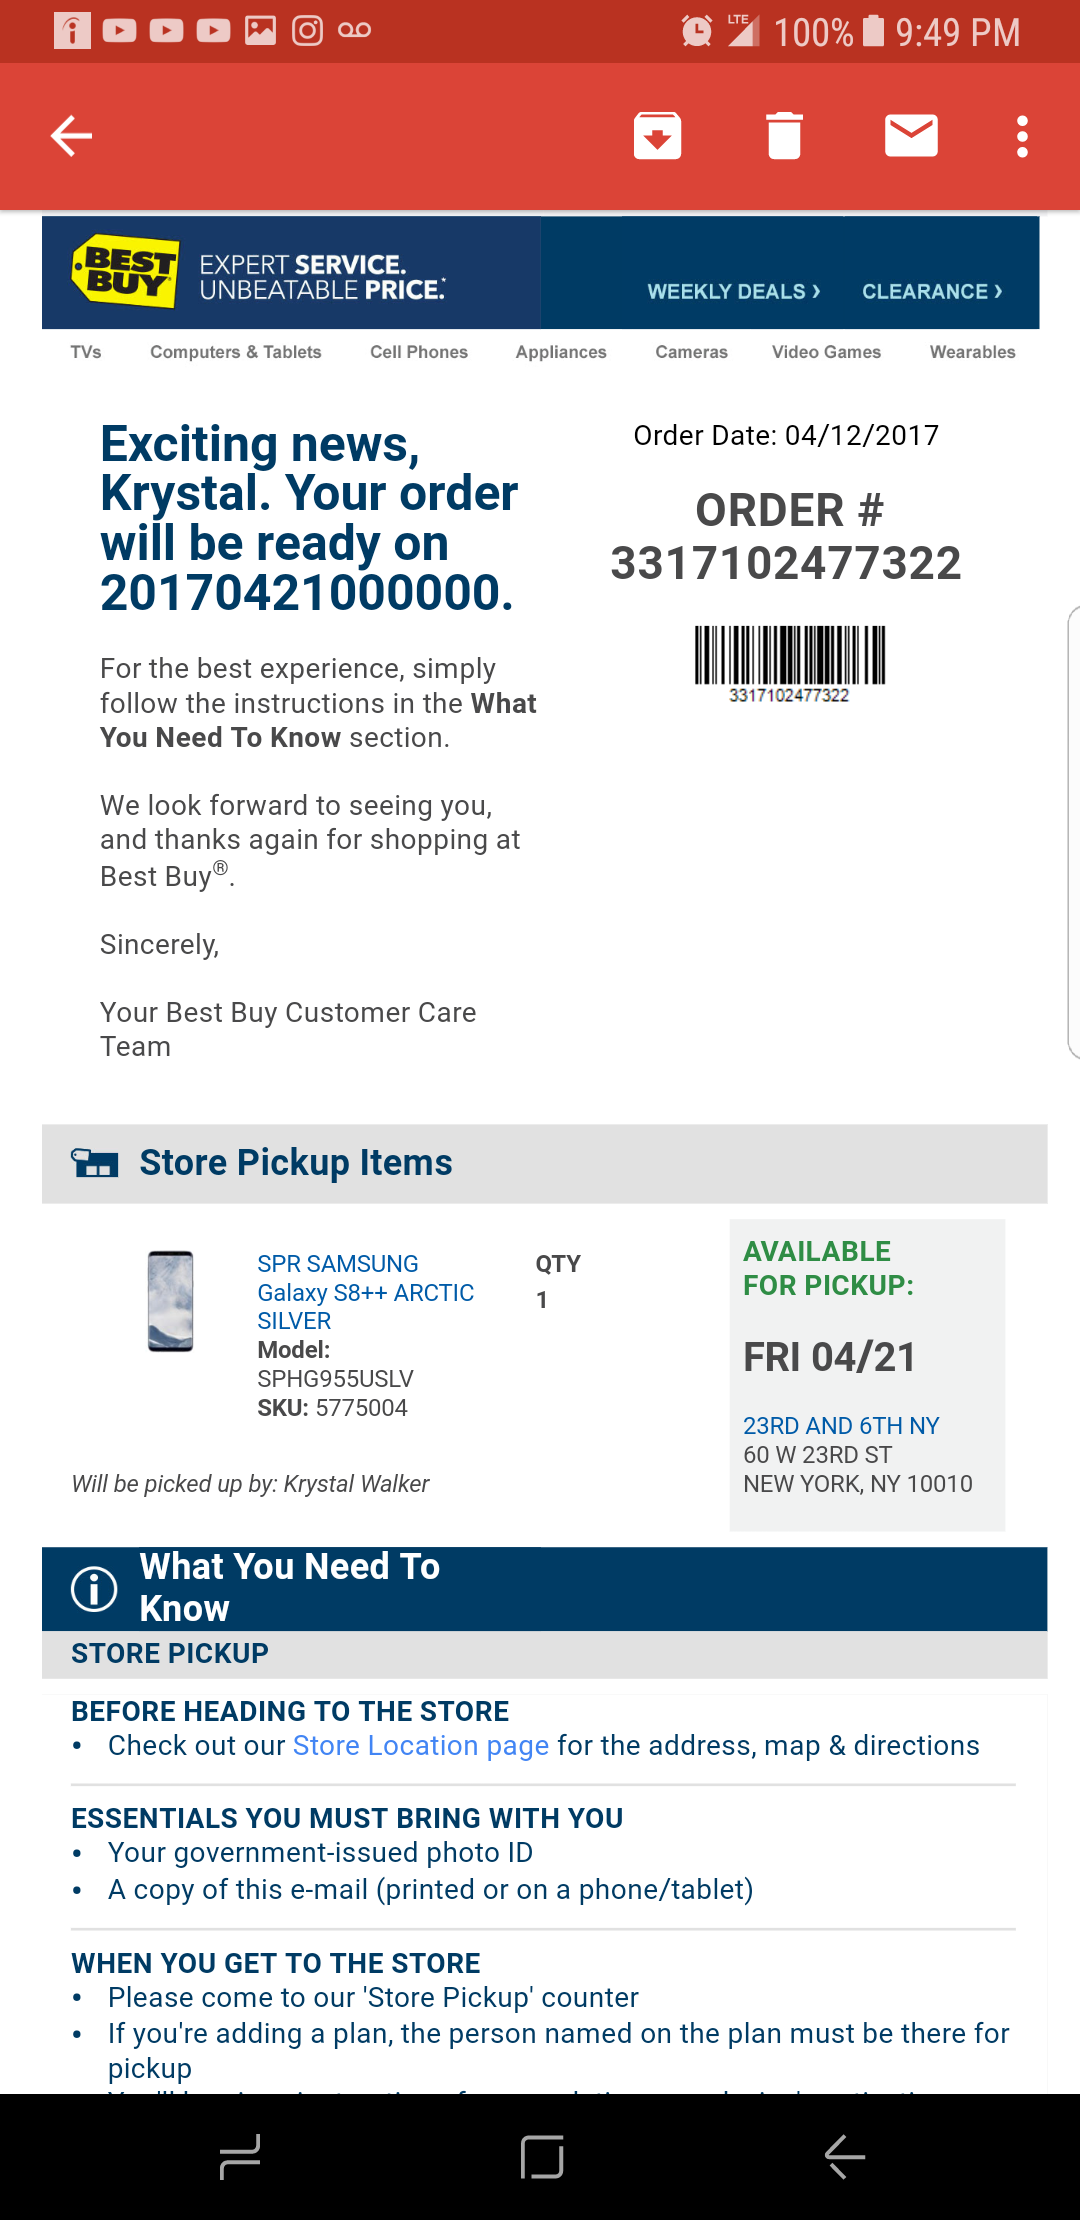 LTE 100% 9:49 PM
BEST BUY
EXPERT SERVICE.
UNBEATABLE PRICE.*
WEEKLY DEALS › CLEARANCE ›
TVs Computers & Tablets Cell Phones Appliances Cameras Video Games Wearables
Exciting news,
Krystal. Your order
will be ready on
20170421000000.
For the best experience, simply
follow the instructions in the What
You Need To Know section.
We look forward to seeing you,
and thanks again for shopping at
Best Buy®.
Sincerely,
Your Best Buy Customer Care
Team
Order Date: 04/12/2017
ORDER #
3317102477322
3317102477322
Store Pickup Items
SPR SAMSUNG
Galaxy S8++ ARCTIC
SILVER
Model:
SPHG955USLV
SKU: 5775004
QTY
1
Will be picked up by: Krystal Walker
AVAILABLE
FOR PICKUP:
FRI 04/21
23RD AND 6TH NY
60 W 23RD ST
NEW YORK, NY 10010
What You Need To
Know
STORE PICKUP
BEFORE HEADING TO THE STORE
• Check out our Store Location page for the address, map & directions
ESSENTIALS YOU MUST BRING WITH YOU
• Your government-issued photo ID
• A copy of this e-mail (printed or on a phone/tablet)
WHEN YOU GET TO THE STORE
• Please come to our 'Store Pickup' counter
• If you're adding a plan, the person named on the plan must be there for
pickup